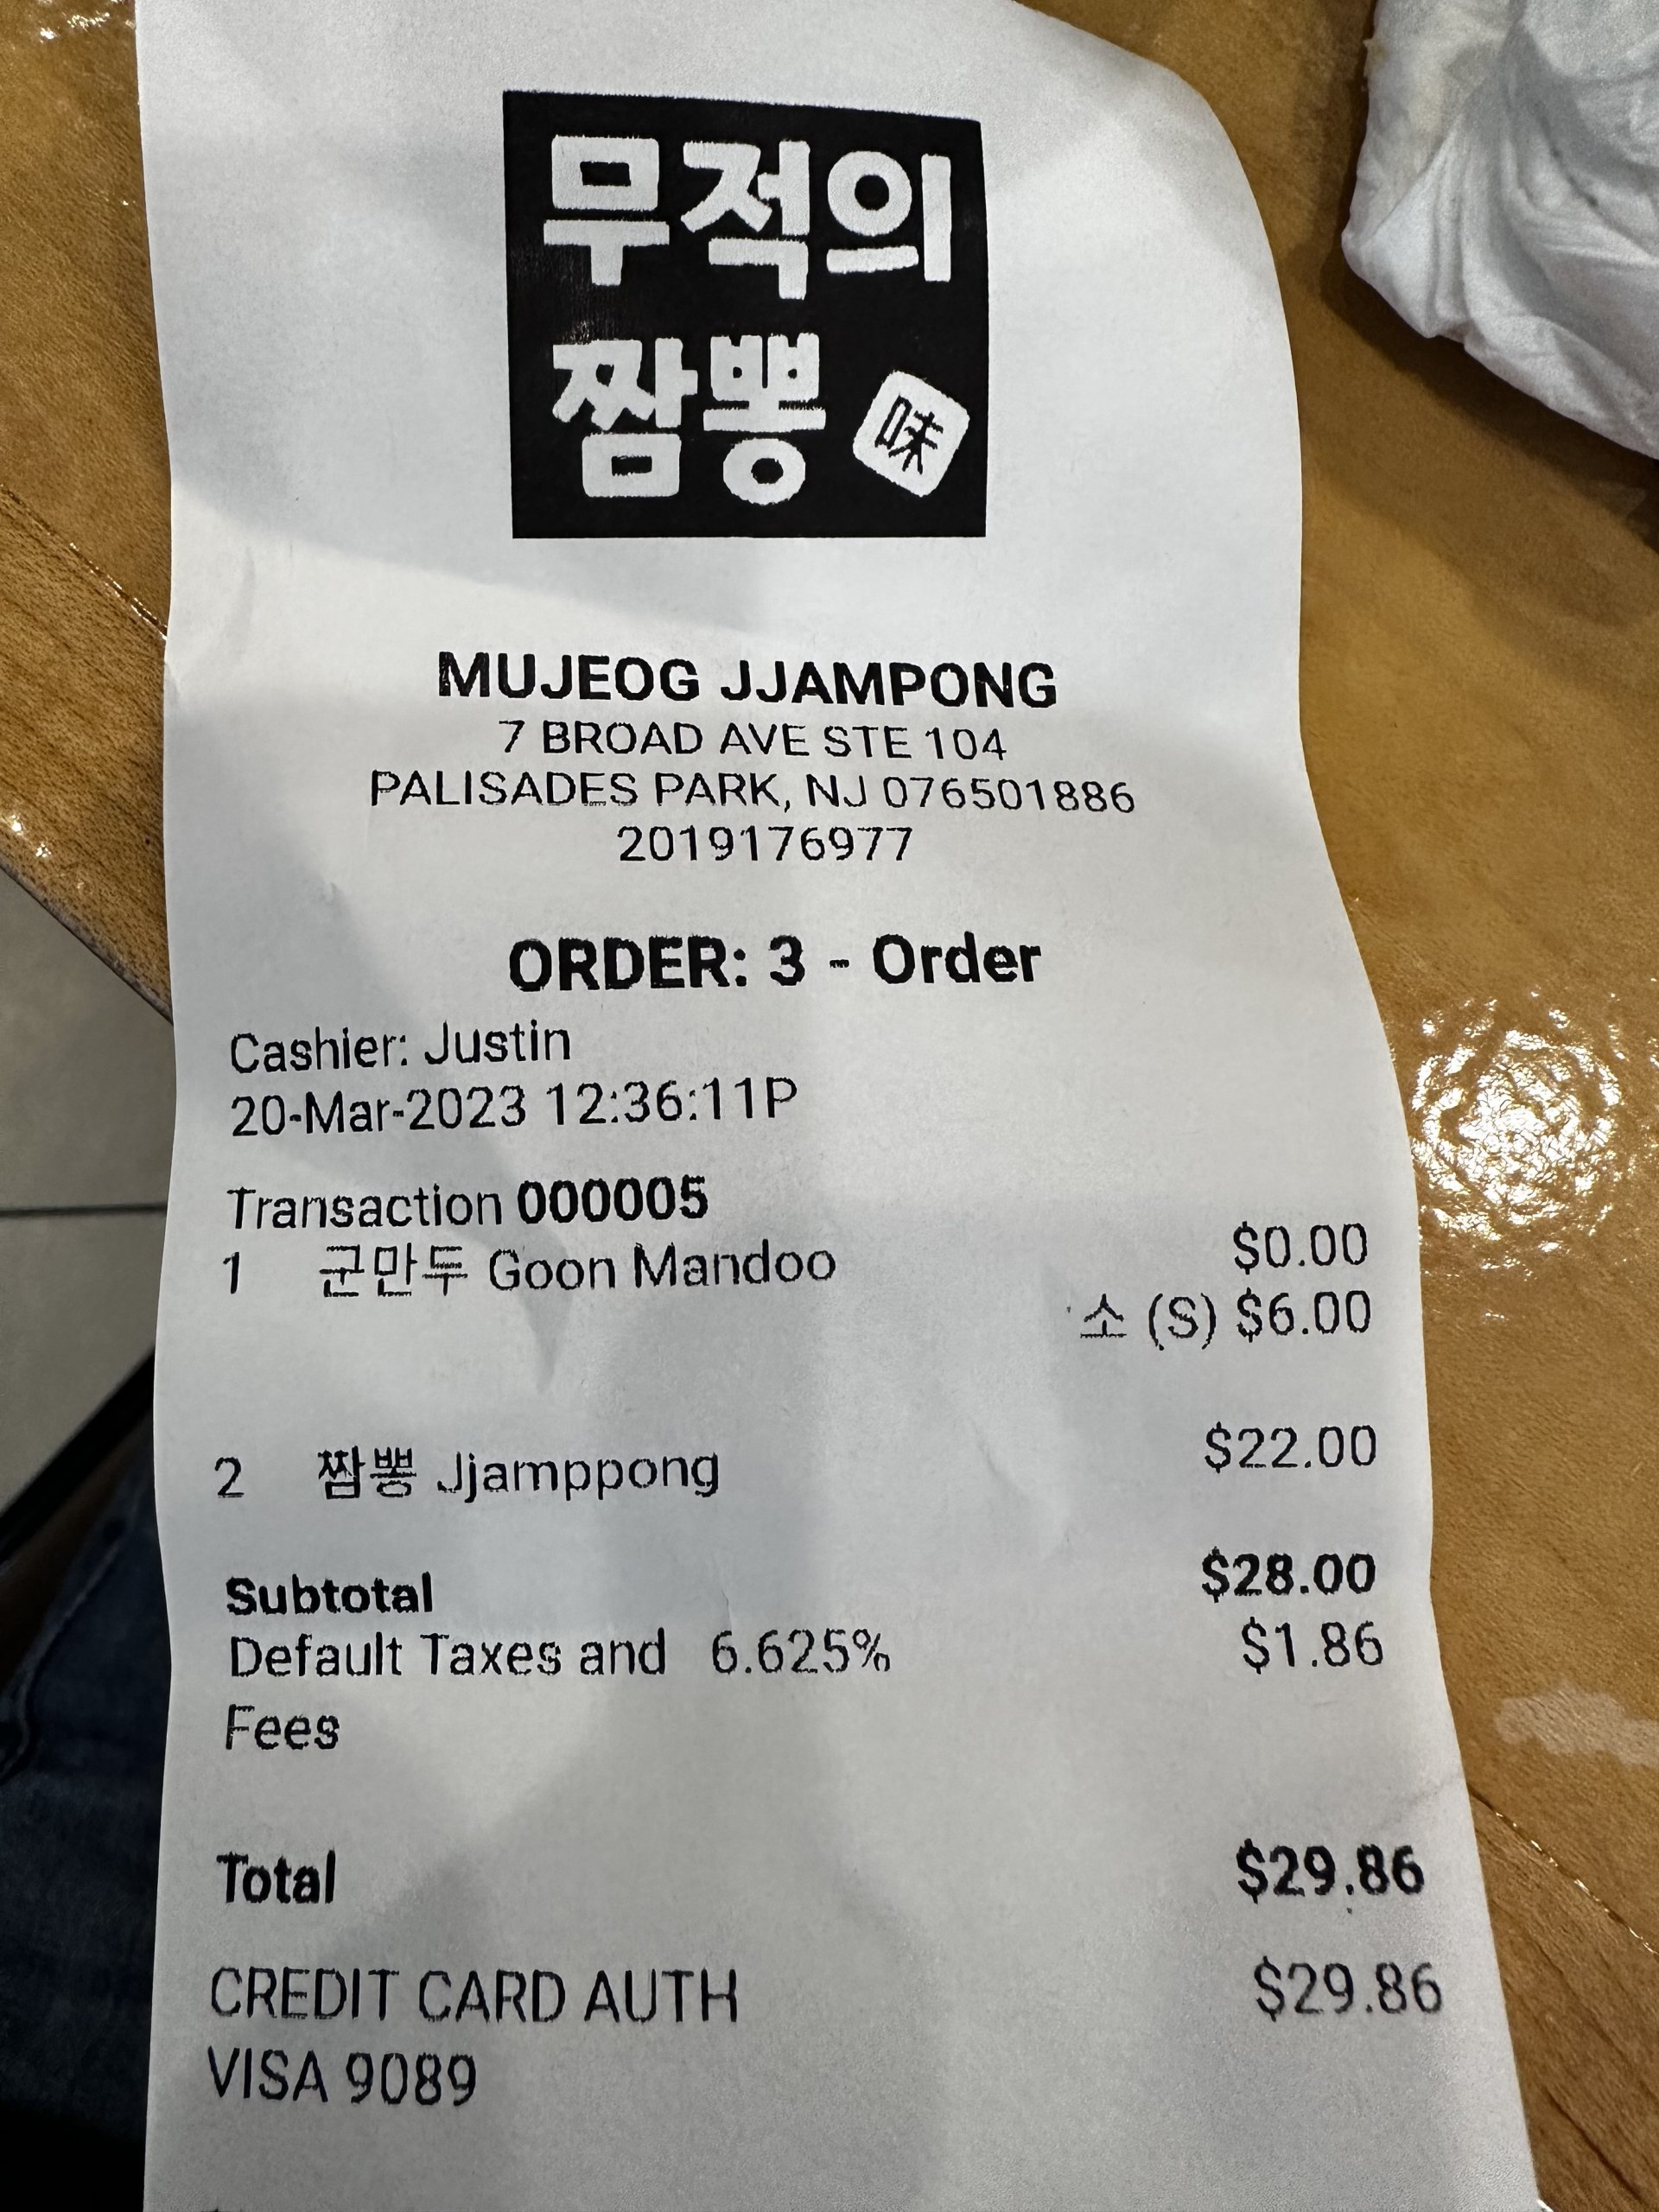 무적의
짬뽕 味
MUJEOG JJAMPONG
7 BROAD AVE STE 104
PALISADES PARK, NJ 076501886
2019176977
ORDER: 3 - Order
Cashier: Justin
20-Mar-2023 12:36:11P
Transaction 000005
1 군만두 Goon Mandoo $0.00
소 (S) $6.00
2 짬뽕 Jjamppong $22.00
Subtotal $28.00
Default Taxes and 6.625% $1.86
Fees
Total $29.86
CREDIT CARD AUTH $29.86
VISA 9089